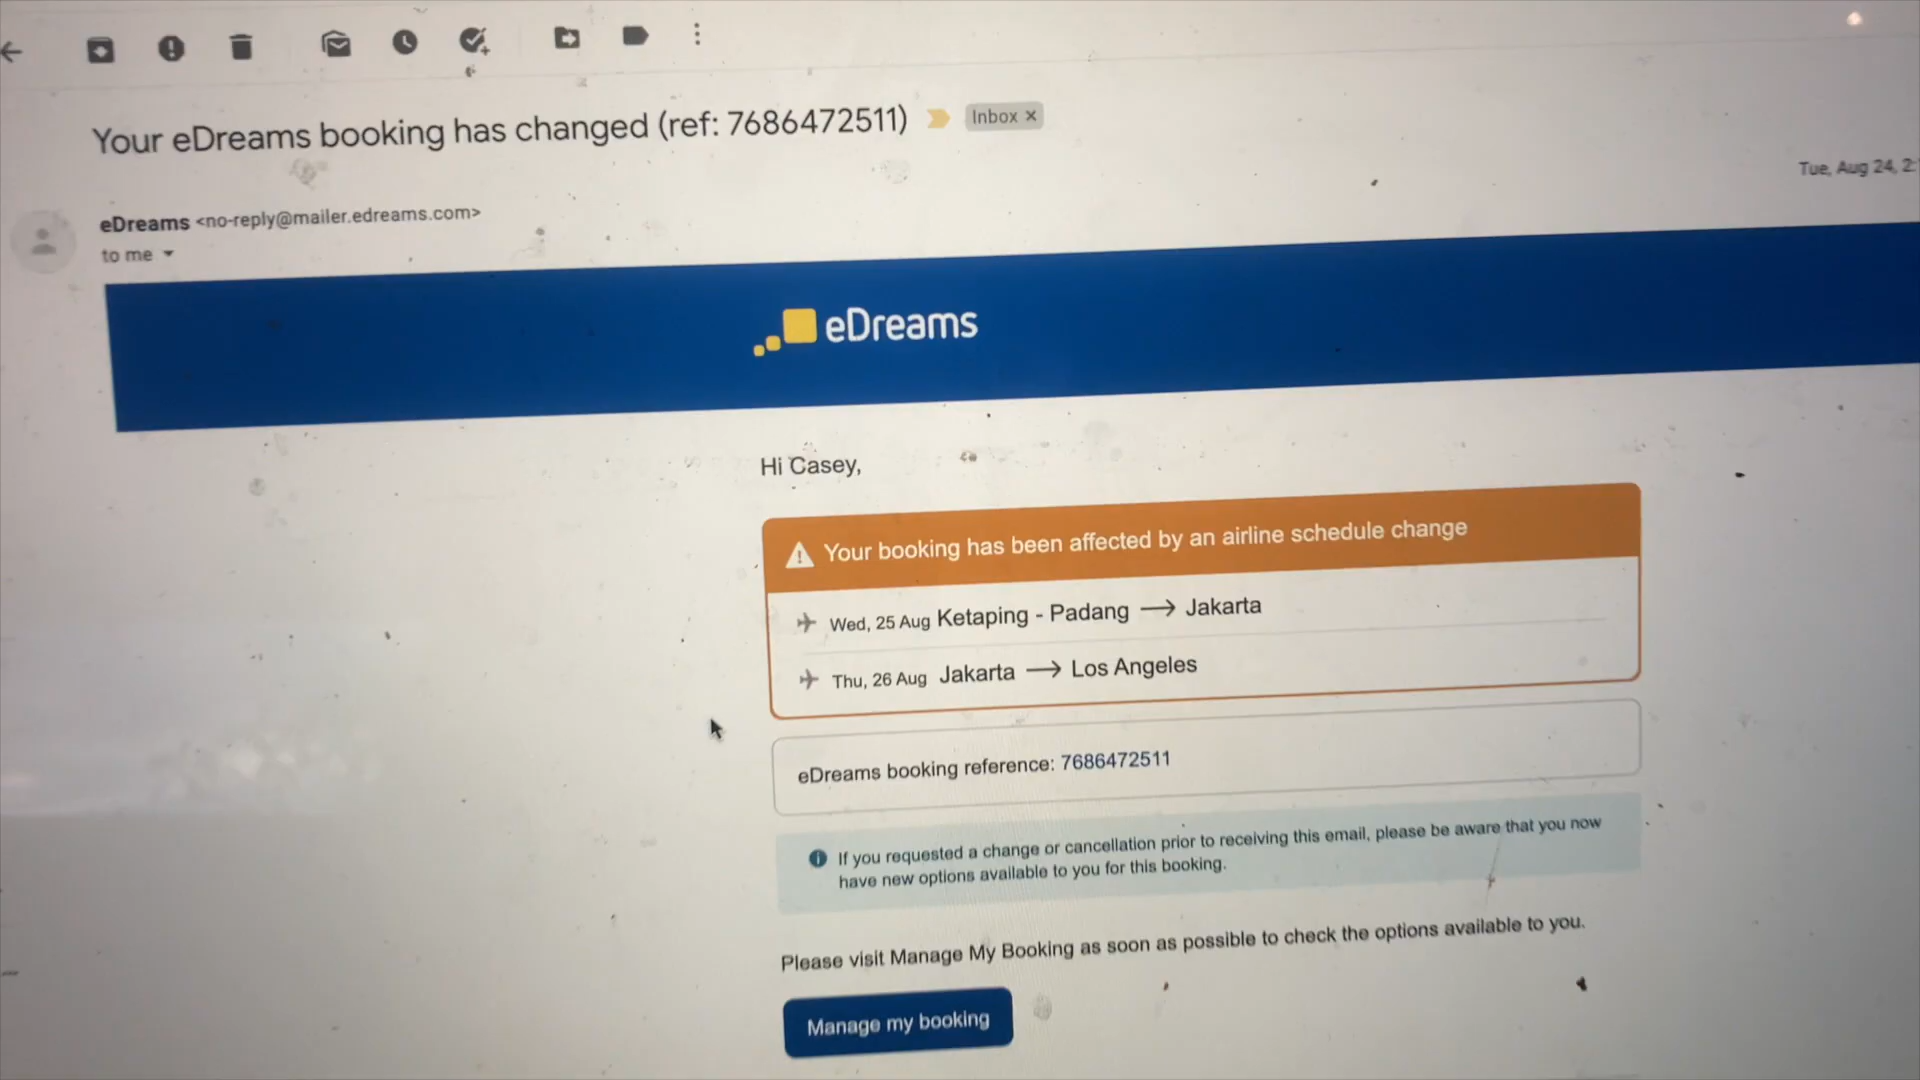 Your eDreams booking has changed (ref: 7686472511)
Inbox ×
Tue, Aug 24, 2:
eDreams <no-reply@mailer.edreams.com>
to me
eDreams
Hi Casey,
Your booking has been affected by an airline schedule change
Wed, 25 Aug Ketaping - Padang → Jakarta
Thu, 26 Aug Jakarta → Los Angeles
eDreams booking reference: 7686472511
If you requested a change or cancellation prior to receiving this email, please be aware that you now
have new options available to you for this booking.
Please visit Manage My Booking as soon as possible to check the options available to you.
Manage my booking